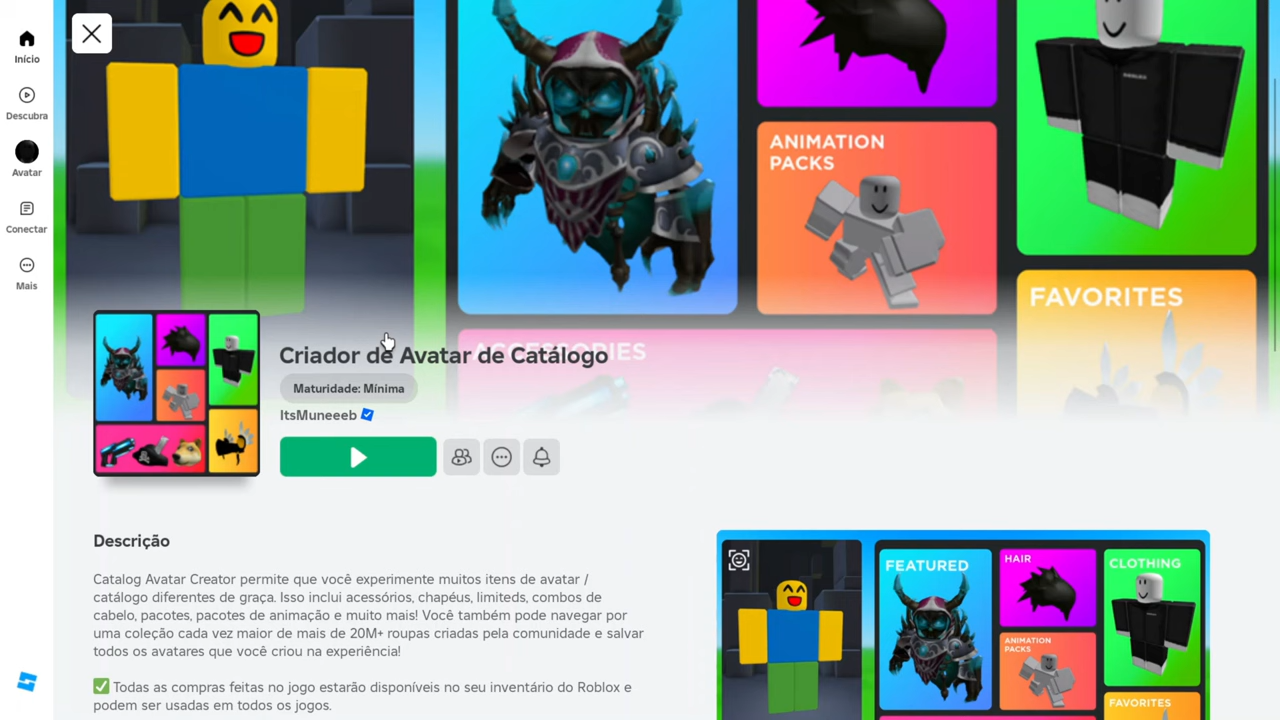 Início
Descubra
Avatar
Conectar
Mais
ANIMATION
PACKS
ROBLOX
FAVORITES
ACCESSORIES
Criador de Avatar de Catálogo
Maturidade: Mínima
ItsMuneeeb
Descrição
Catalog Avatar Creator permite que você experimente muitos itens de avatar /
catálogo diferentes de graça. Isso inclui acessórios, chapéus, limiteds, combos de
cabelo, pacotes, pacotes de animação e muito mais! Você também pode navegar por
uma coleção cada vez maior de mais de 20M+ roupas criadas pela comunidade e salvar
todos os avatares que você criou na experiência!
✅ Todas as compras feitas no jogo estarão disponíveis no seu inventário do Roblox e
podem ser usadas em todos os jogos.
FEATURED
HAIR
CLOTHING
ANIMATION
PACKS
FAVORITES